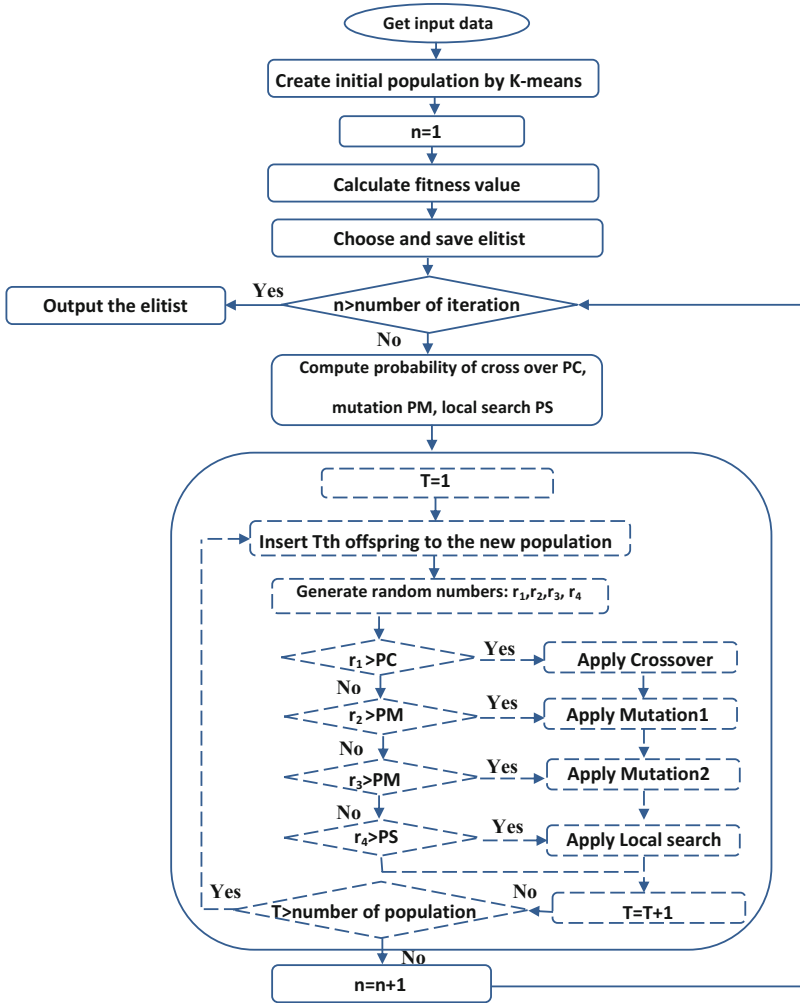 Get input data
Create initial population by K-means
n=1
Calculate fitness value
Choose and save elitist
Output the elitist
Yes
n>number of iteration
No
Compute probability of cross over PC,
mutation PM, local search PS
T=1
Insert Tth offspring to the new population
Generate random numbers: r₁,r₂,r₃, r₄
r₁>PC
Yes
Apply Crossover
No
r₂>PM
Yes
Apply Mutation1
No
r₃>PM
Yes
Apply Mutation2
No
r₄>PS
Yes
Apply Local search
Yes
T>number of population
No
T=T+1
No
n=n+1